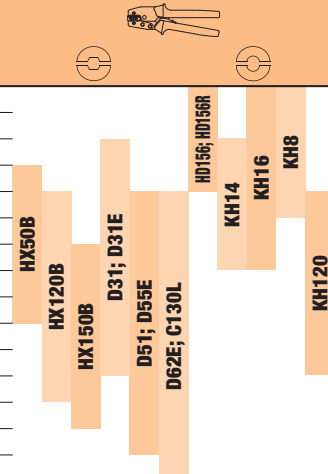 HX50B
HX120B
HX150B
D31; D31E
D51; D55E
D62E; C130L
HD156; HD156R
KH14
KH16
KH8
KH120